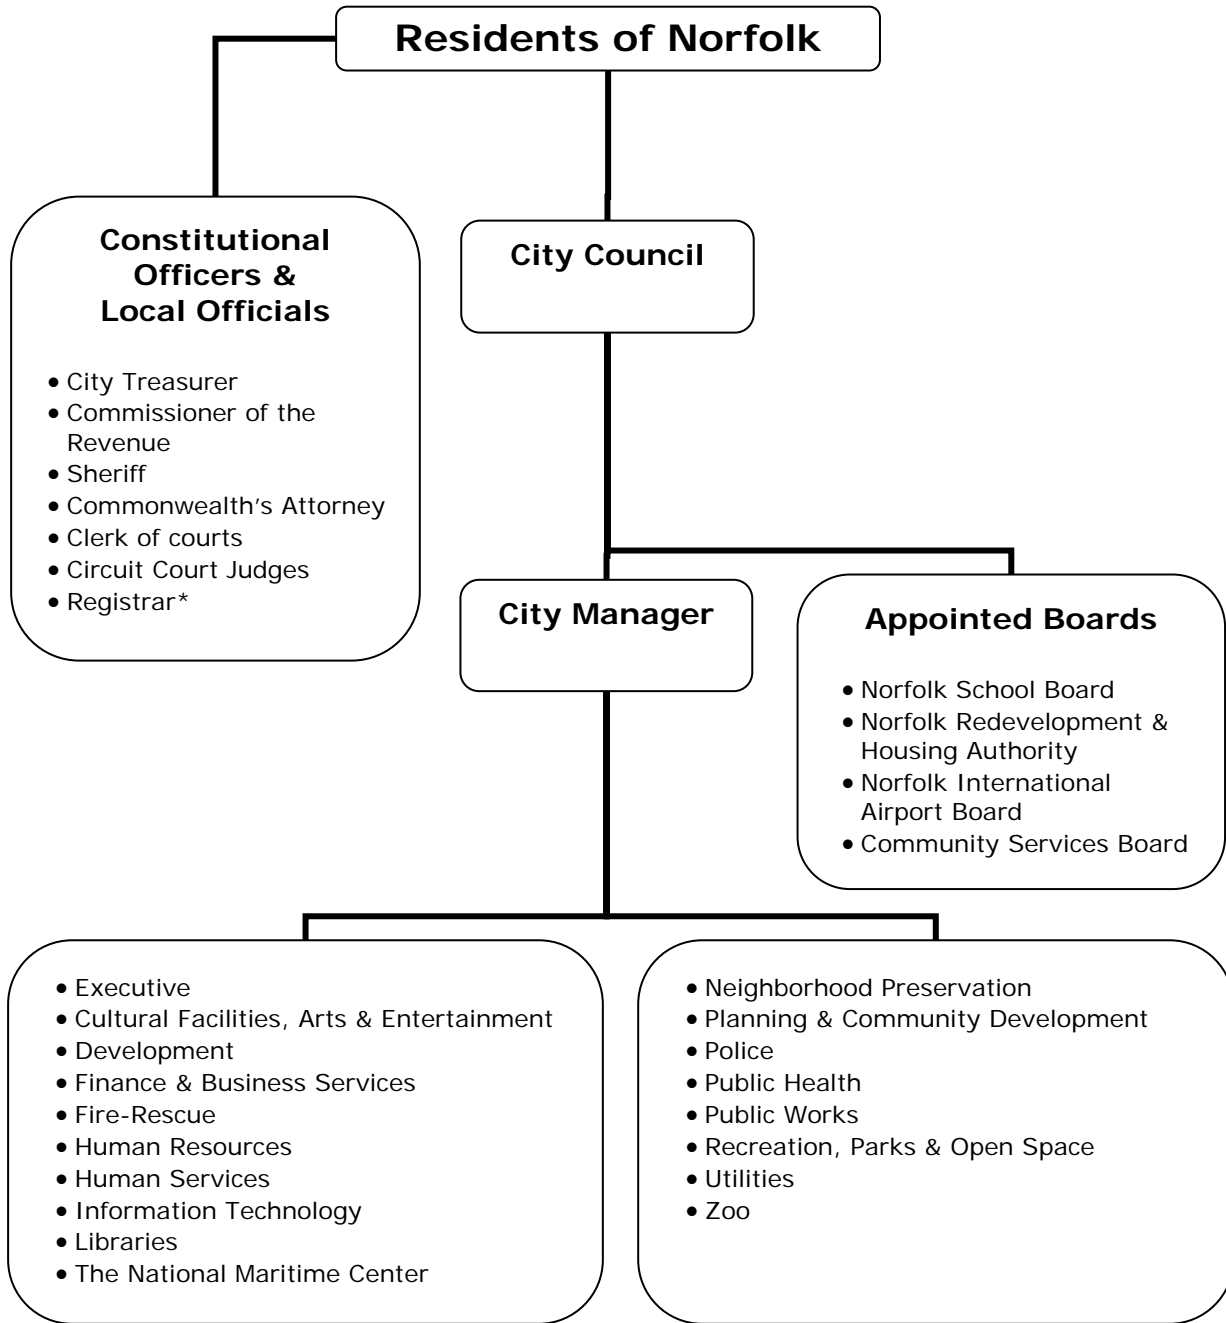 Residents of Norfolk
Constitutional
Officers &
Local Officials
• City Treasurer
• Commissioner of the
Revenue
• Sheriff
• Commonwealth's Attorney
• Clerk of courts
• Circuit Court Judges
• Registrar*
City Council
City Manager
Appointed Boards
• Norfolk School Board
• Norfolk Redevelopment &
Housing Authority
• Norfolk International
Airport Board
• Community Services Board
• Executive
• Cultural Facilities, Arts & Entertainment
• Development
• Finance & Business Services
• Fire-Rescue
• Human Resources
• Human Services
• Information Technology
• Libraries
• The National Maritime Center
• Neighborhood Preservation
• Planning & Community Development
• Police
• Public Health
• Public Works
• Recreation, Parks & Open Space
• Utilities
• Zoo